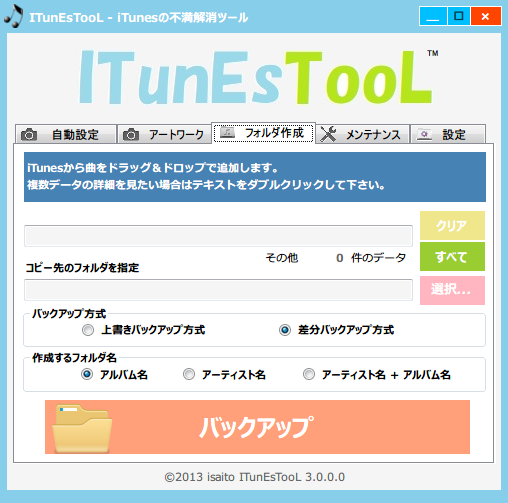 ITunEsTooL - iTunesの不満解消ツール
ITunEsTooL™
自動設定 アートワーク フォルダ作成 メンテナンス 設定
iTunesから曲をドラッグ＆ドロップで追加します。
複数データの詳細を見たい場合はテキストをダブルクリックして下さい。
クリア
その他 0 件のデータ
すべて
コピー先のフォルダを指定
選択...
バックアップ方式
上書きバックアップ方式 差分バックアップ方式
作成するフォルダ名
アルバム名 アーティスト名 アーティスト名 + アルバム名
バックアップ
©2013 isaito ITunEsTooL 3.0.0.0